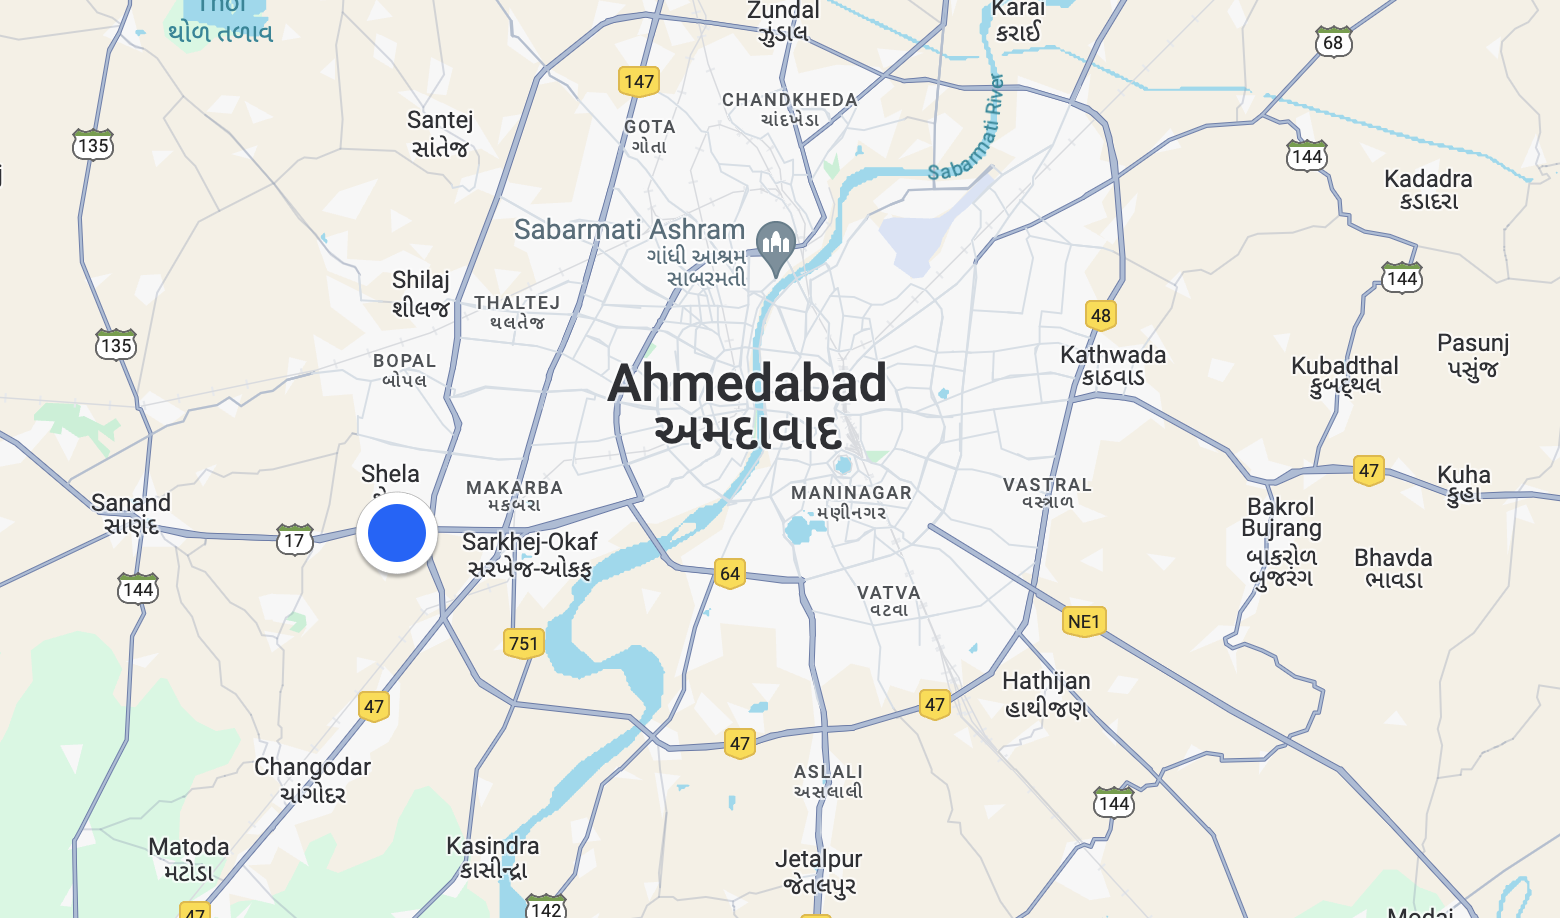 Thol
થોળ તળાવ
Zundal
ઝુંડાલ
Karai
કરાઈ
68
147
CHANDKHEDA
ચાંદખેડા
Santej
સાંતેજ
GOTA
ગોતા
135
Sabarmati River
144
Kadadra
કડાદરા
Sabarmati Ashram
ગાંધી આશ્રમ
સાબરમતી
Shilaj
શીલજ
THALTEJ
થલતેજ
144
48
135
BOPAL
બોપલ
Kathwada
કાઠવાડ
Pasunj
પસુંજ
Kubadthal
કુબદ્થલ
Ahmedabad
અમદાવાદ
Shela
47
Kuha
કુહા
MAKARBA
મકરબા
MANINAGAR
મણીનગર
VASTRAL
વસ્ત્રાલ
Sanand
સાણંદ
Bakrol
Bujrang
બાકરોળ
બુજરંગ
17
Sarkhej-Okaf
સરખેજ-ઓકફ
Bhavda
ભાવડા
144
64
VATVA
વટવા
NE1
751
Hathijan
હાથીજણ
47
47
47
Changodar
ચાંગોદર
ASLALI
અસલાલી
144
Matoda
મટોડા
Kasindra
કાસીન્દ્રા
Jetalpur
જેતલપુર
47
142